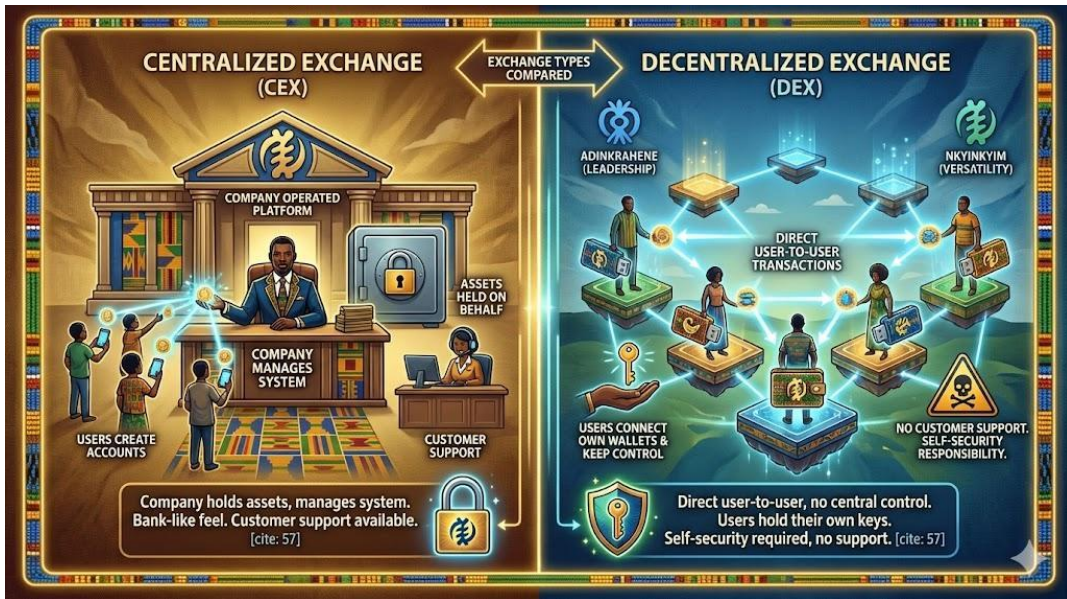 EXCHANGE TYPES
COMPARED
CENTRALIZED EXCHANGE
(CEX)
COMPANY OPERATED
PLATFORM
ASSETS
HELD ON
BEHALF
COMPANY
MANAGES
SYSTEM
USERS CREATE
ACCOUNTS
CUSTOMER
SUPPORT
Company holds assets, manages system.
Bank-like feel. Customer support available.
[cite: 57]
DECENTRALIZED EXCHANGE
(DEX)
ADINKRAHENE
(LEADERSHIP)
NKYINKYIM
(VERSATILITY)
DIRECT
USER-TO-USER
TRANSACTIONS
USERS CONNECT
OWN WALLETS &
KEEP CONTROL
NO CUSTOMER SUPPORT.
SELF-SECURITY
RESPONSIBILITY.
Direct user-to-user, no central control.
Users hold their own keys.
Self-security required, no support. [cite: 57]